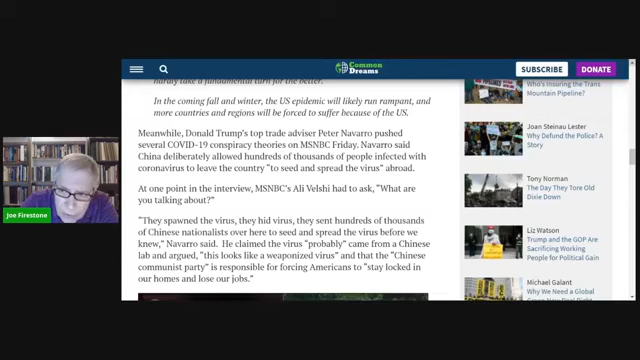 Common
Dreams
SUBSCRIBE
DONATE
hardly take a fundamental turn for the better.
In the coming fall and winter, the US epidemic will likely run rampant, and
more countries and regions will be forced to suffer because of the US.
Meanwhile, Donald Trump's top trade adviser Peter Navarro pushed
several COVID-19 conspiracy theories on MSNBC Friday. Navarro said
China deliberately allowed hundreds of thousands of people infected with
coronavirus to leave the country "to seed and spread the virus" abroad.
At one point in the interview, MSNBC's Ali Velshi had to ask, "What are
you talking about?"
"They spawned the virus, they hid virus, they sent hundreds of thousands
of Chinese nationalists over here to seed and spread the virus before we
knew," Navarro said. He claimed the virus "probably" came from a Chinese
lab and argued, "this looks like a weaponized virus" and that the "Chinese
communist party" is responsible for forcing Americans to "stay locked in
our homes and lose our jobs."
Who's Insuring the Trans
Mountain Pipeline?
Joan Steinau Lester
Why Defund the Police? A
Story
Tony Norman
The Day They Tore Old
Dixie Down
Liz Watson
Trump and the GOP Are
Sacrificing Working
People for Political Gain
Michael Galant
Why We Need a Global
Joe Firestone